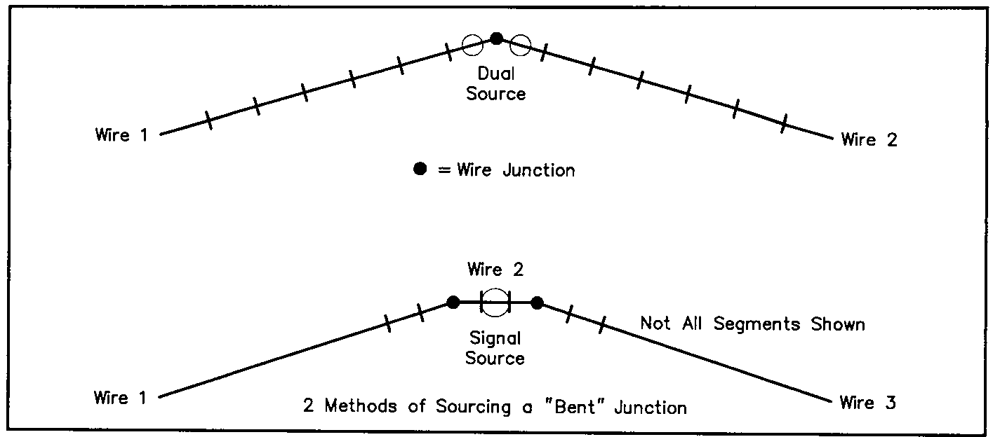 Dual
Source
Wire 1
Wire 2
● = Wire Junction
Wire 2
Not All Segments Shown
Signal
Source
Wire 1
Wire 3
2 Methods of Sourcing a "Bent" Junction